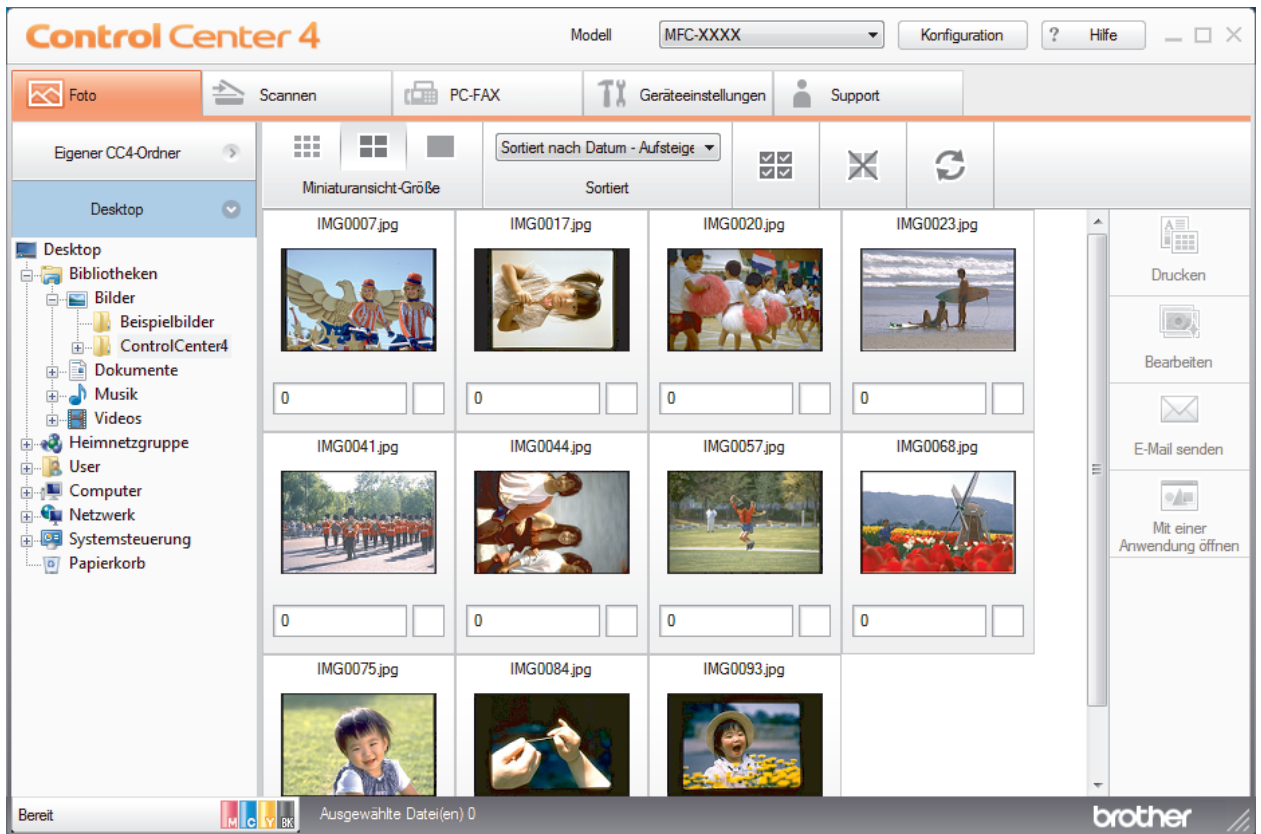 Control Center 4
Modell
MFC-XXXX
Konfiguration
? Hilfe
Foto
Scannen
PC-FAX
Geräteeinstellungen
Support
Eigener CC4-Ordner
Desktop
Miniaturansicht-Größe
Sortiert nach Datum - Aufsteige
Sortiert
Desktop
Bibliotheken
Bilder
Beispielbilder
ControlCenter4
Dokumente
Musik
Videos
Heimnetzgruppe
User
Computer
Netzwerk
Systemsteuerung
Papierkorb
IMG0007.jpg
IMG0017.jpg
IMG0020.jpg
IMG0023.jpg
0
0
0
0
IMG0041.jpg
IMG0044.jpg
IMG0057.jpg
IMG0068.jpg
0
0
0
0
IMG0075.jpg
IMG0084.jpg
IMG0093.jpg
Drucken
Bearbeiten
E-Mail senden
Mit einer
Anwendung öffnen
Bereit
M C Y BK
Ausgewählte Datei(en) 0
brother